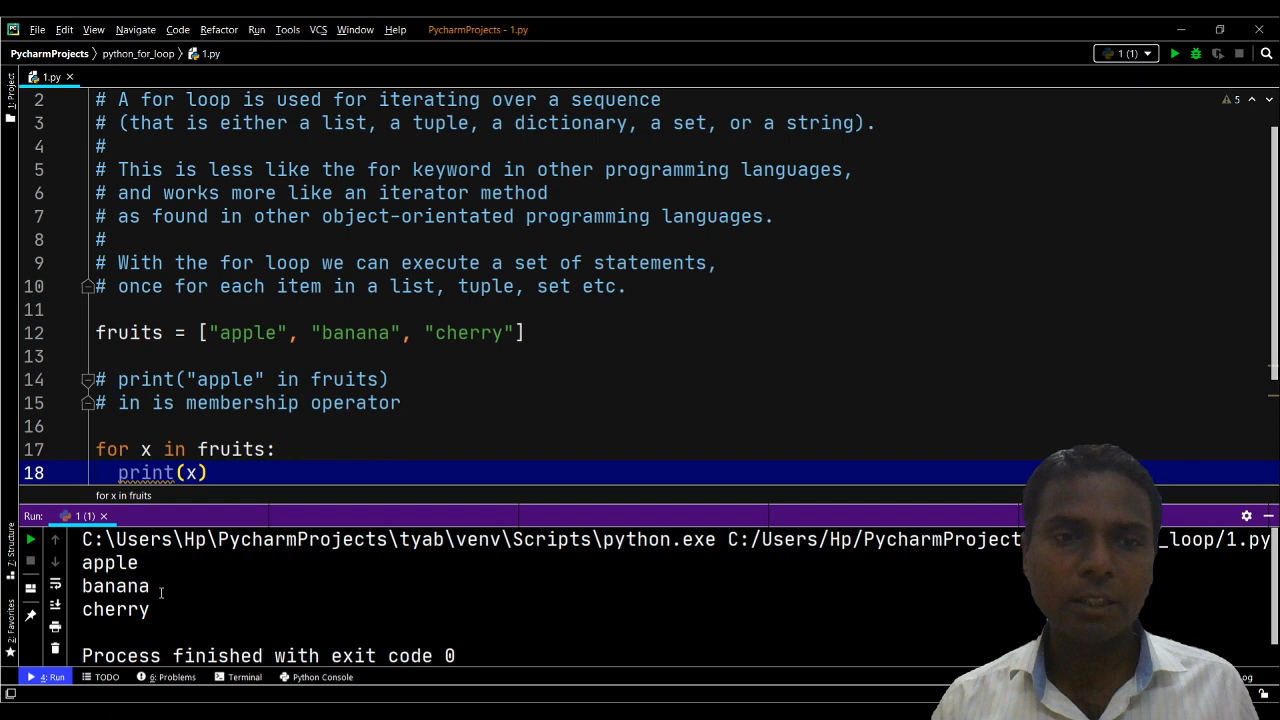 File Edit View Navigate Code Refactor Run Tools VCS Window Help PycharmProjects - 1.py
PycharmProjects python_for_loop 1.py 1 (1)
1: Project
1.py
5
2 # A for loop is used for iterating over a sequence
3 # (that is either a list, a tuple, a dictionary, a set, or a string).
4 #
5 # This is less like the for keyword in other programming languages,
6 # and works more like an iterator method
7 # as found in other object-orientated programming languages.
8 #
9 # With the for loop we can execute a set of statements,
10 # once for each item in a list, tuple, set etc.
11
12 fruits = ["apple", "banana", "cherry"]
13
14 # print("apple" in fruits)
15 # in is membership operator
16
17 for x in fruits:
18 print(x)
for x in fruits
Run: 1 (1)
Z: Structure
2: Favorites
C:\Users\Hp\PycharmProjects\tyab\venv\Scripts\python.exe C:/Users/Hp/PycharmProject _loop/1.py
apple
banana
cherry
Process finished with exit code 0
4: Run TODO 6: Problems Terminal Python Console og